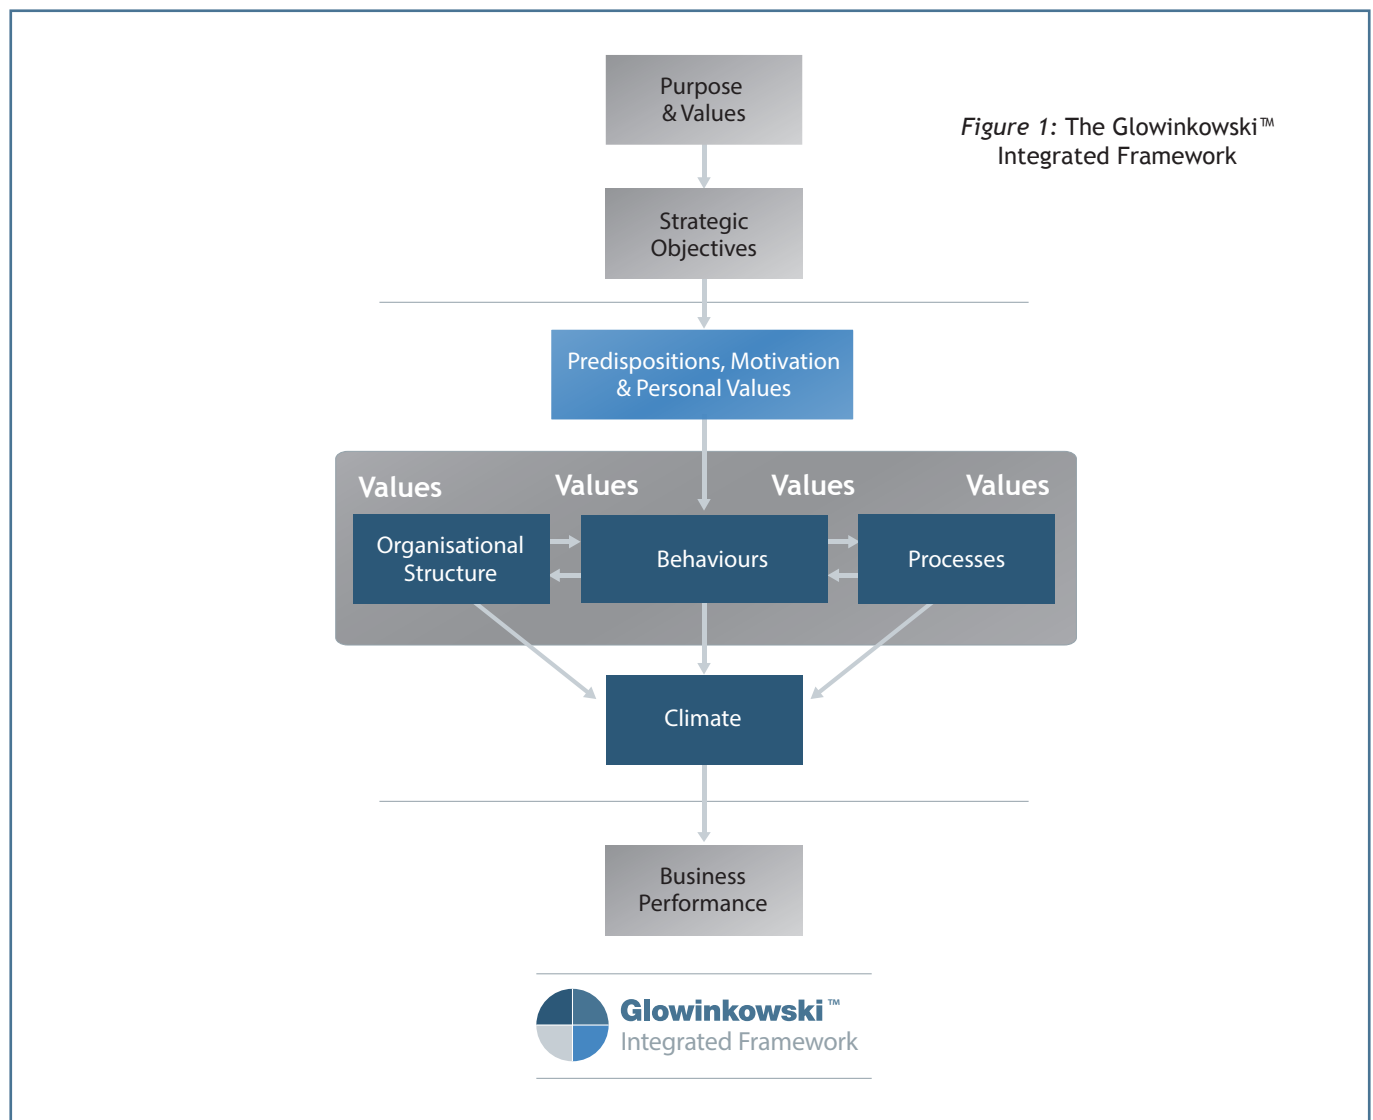 Purpose
& Values
Figure 1: The Glowinkowski™
Integrated Framework
Strategic
Objectives
Predispositions, Motivation
& Personal Values
Values
Values
Values
Values
Organisational
Structure
Behaviours
Processes
Climate
Business
Performance
Glowinkowski™
Integrated Framework